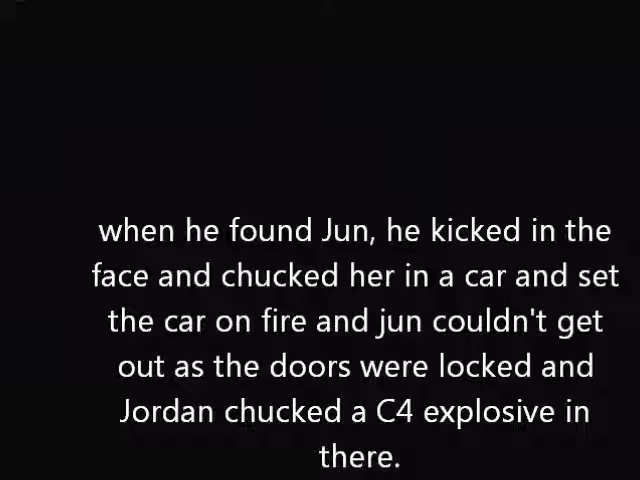 when he found Jun, he kicked in the
face and chucked her in a car and set
the car on fire and jun couldn't get
out as the doors were locked and
Jordan chucked a C4 explosive in
there.